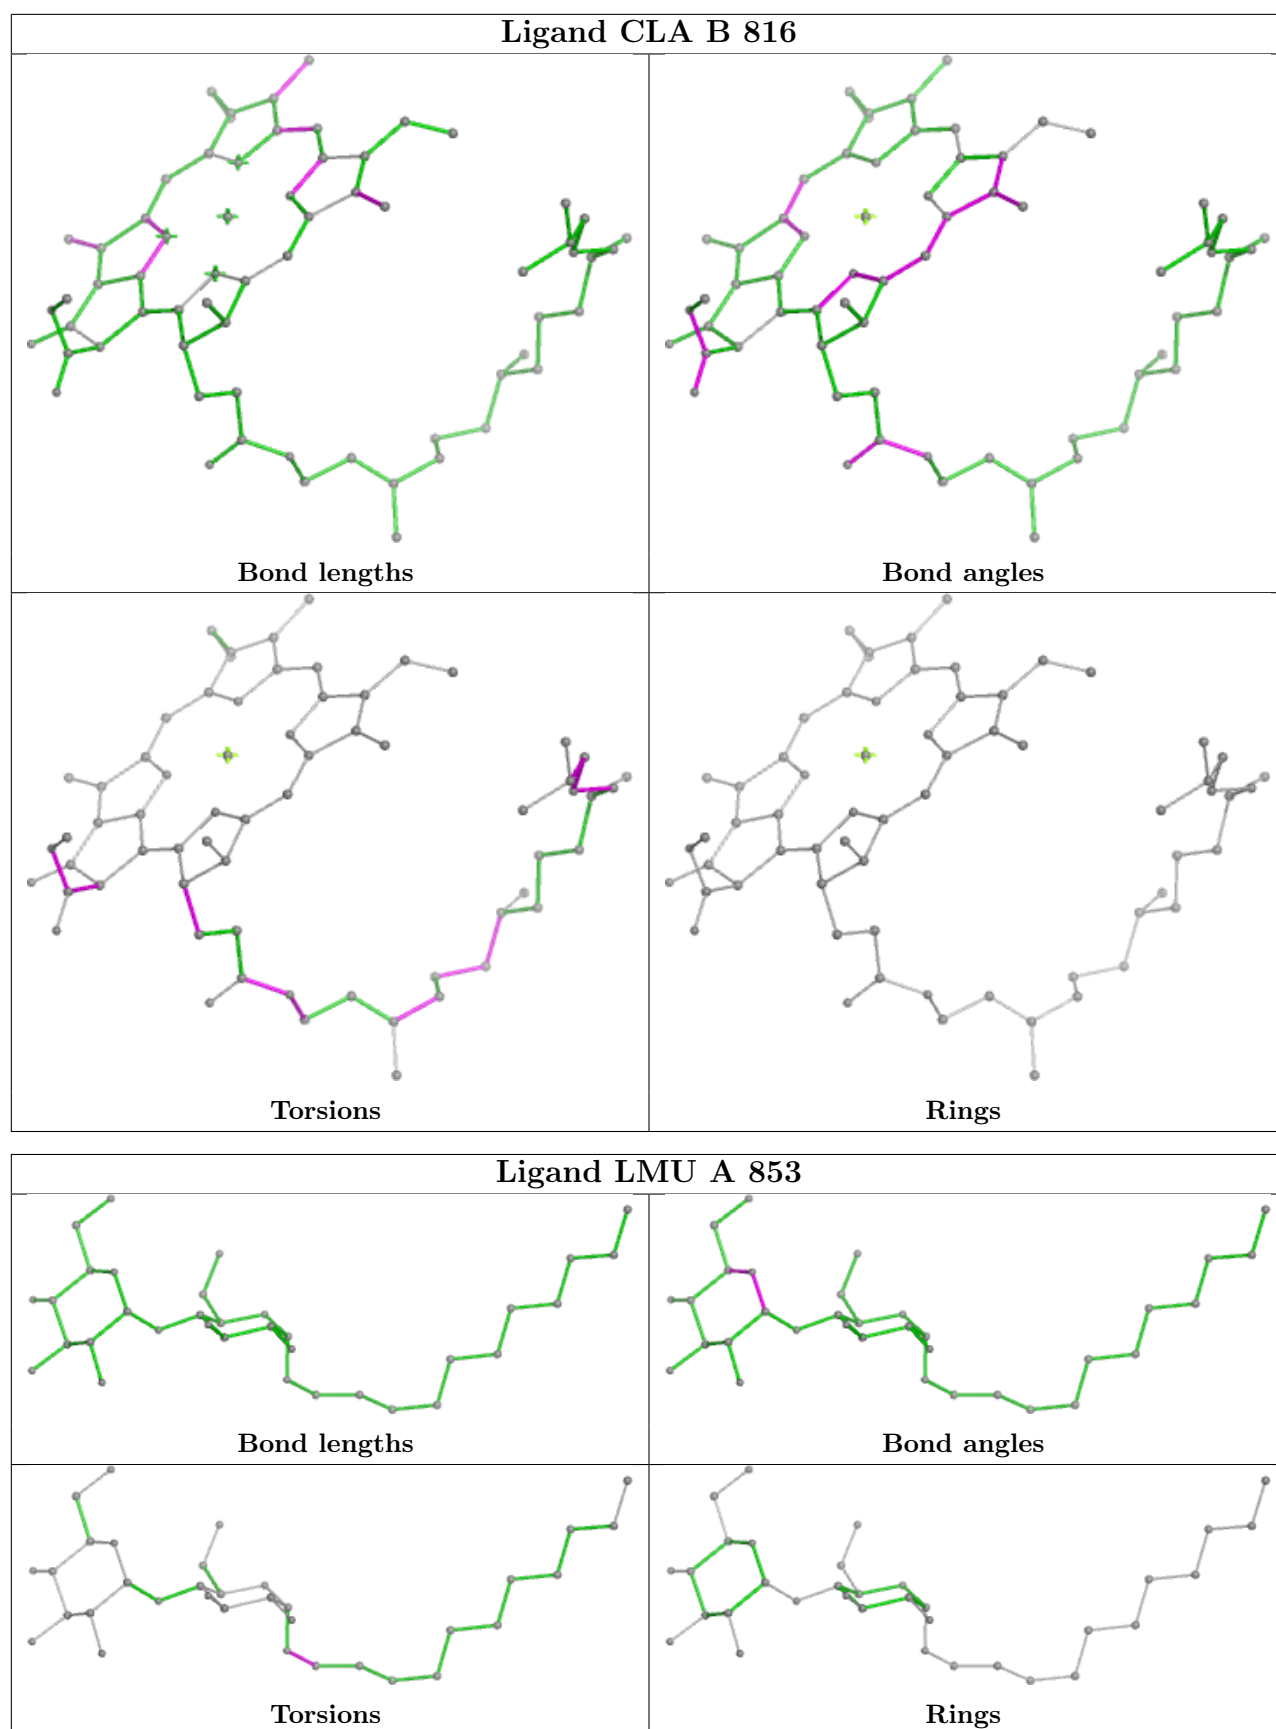 Ligand CLA B 816
Bond lengths
Bond angles
Torsions
Rings
Ligand LMU A 853
Bond lengths
Bond angles
Torsions
Rings